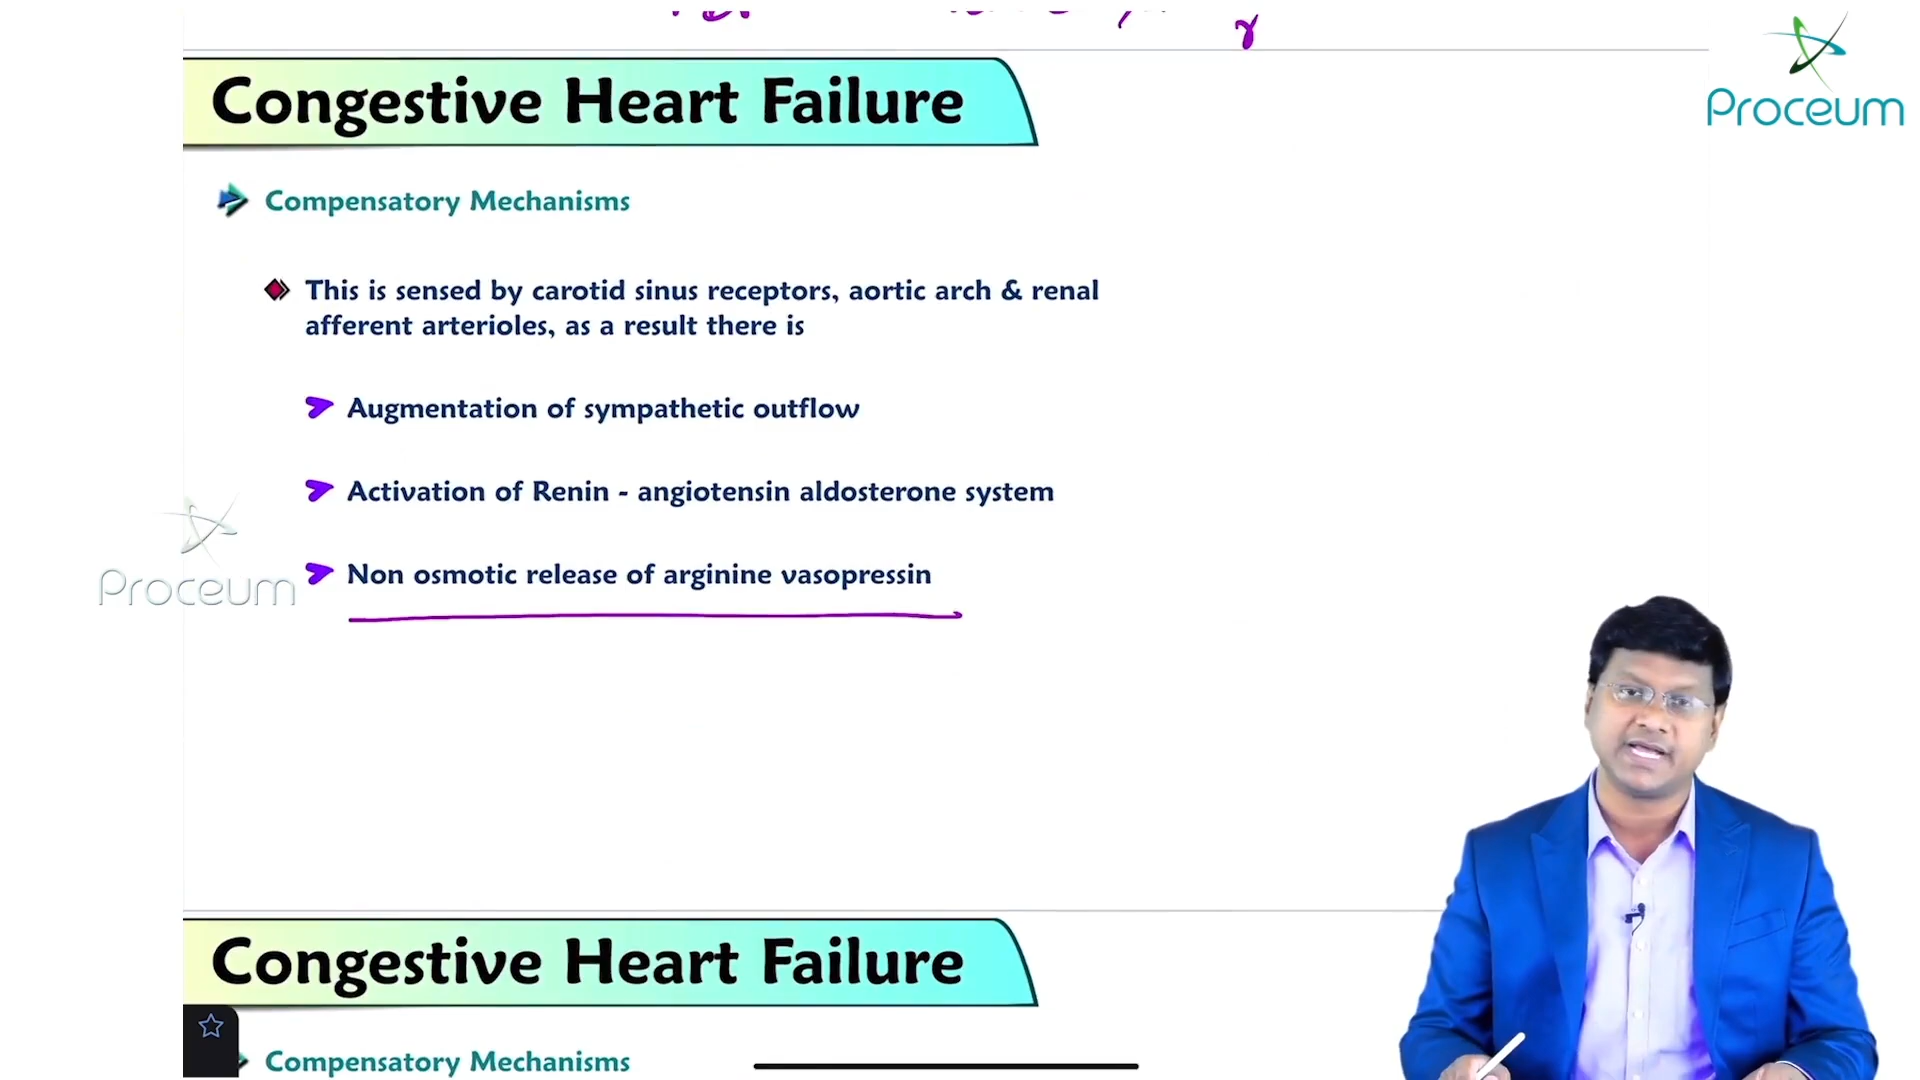 Proceum
Congestive Heart Failure
Compensatory Mechanisms
This is sensed by carotid sinus receptors, aortic arch & renal
afferent arterioles, as a result there is
Augmentation of sympathetic outflow
Activation of Renin - angiotensin aldosterone system
Non osmotic release of arginine vasopressin
Proceum
Congestive Heart Failure
Compensatory Mechanisms